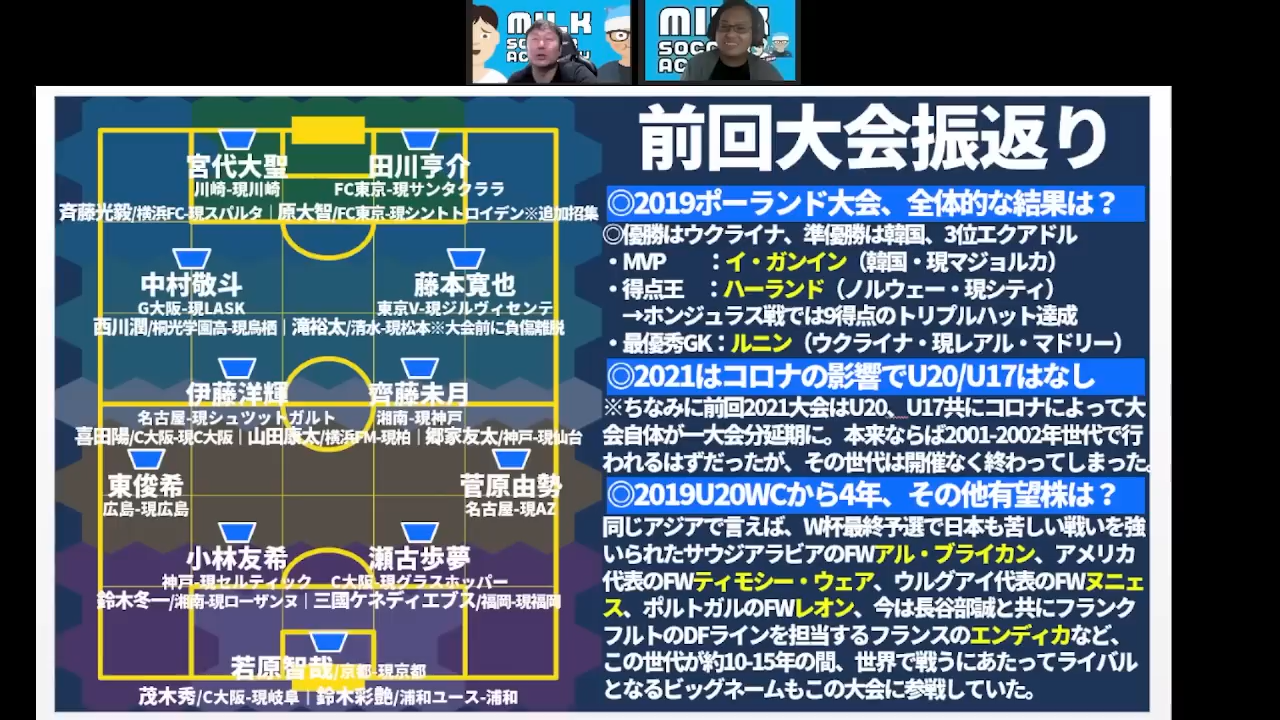 MILK
SOC
AC
MILK
SOCC
AC
宮代大聖
川崎-現川崎
田川亨介
FC東京-現サンタクララ
斉藤光毅/横浜FC-現スパルタ｜原大智/FC東京-現シントトロイデン※追加招集
中村敬斗
G大阪-現LASK
藤本寛也
東京V-現ジルヴィセンテ
西川潤/桐光学園高-現鳥栖｜滝裕太/清水-現松本※大会前に負傷離脱
伊藤洋輝
名古屋-現シュツットガルト
齊藤未月
湘南-現神戸
喜田陽/C大阪-現C大阪｜山田康太/横浜FM-現柏｜郷家友太/神戸-現仙台
東俊希
広島-現広島
菅原由勢
名古屋-現AZ
小林友希
神戸-現セルティック
瀬古歩夢
C大阪-現グラスホッパー
鈴木冬一/湘南-現ローザンヌ｜三國ケネディエブス/福岡-現福岡
若原智哉/京都-現京都
茂木秀/C大阪-現岐阜｜鈴木彩艶/浦和ユース-浦和
前回大会振返り
◎2019ポーランド大会、全体的な結果は？
◎優勝はウクライナ、準優勝は韓国、3位エクアドル
・MVP　　：イ・ガンイン（韓国・現マジョルカ）
・得点王　：ハーランド（ノルウェー・現シティ）
→ホンジュラス戦では9得点のトリプルハット達成
・最優秀GK：ルニン（ウクライナ・現レアル・マドリー）
◎2021はコロナの影響でU20/U17はなし
※ちなみに前回2021大会はU20、U17共にコロナによって大
会自体が一大会分延期に。本来ならば2001-2002年世代で行
われるはずだったが、その世代は開催なく終わってしまった。
◎2019U20WCから4年、その他有望株は？
同じアジアで言えば、W杯最終予選で日本も苦しい戦いを強
いられたサウジアラビアのFWアル・ブライカン、アメリカ
代表のFWティモシー・ウェア、ウルグアイ代表のFWヌニェ
ス、ポルトガルのFWレオン、今は長谷部誠と共にフランク
フルトのDFラインを担当するフランスのエンディカなど、
この世代が約10-15年の間、世界で戦うにあたってライバル
となるビッグネームもこの大会に参戦していた。